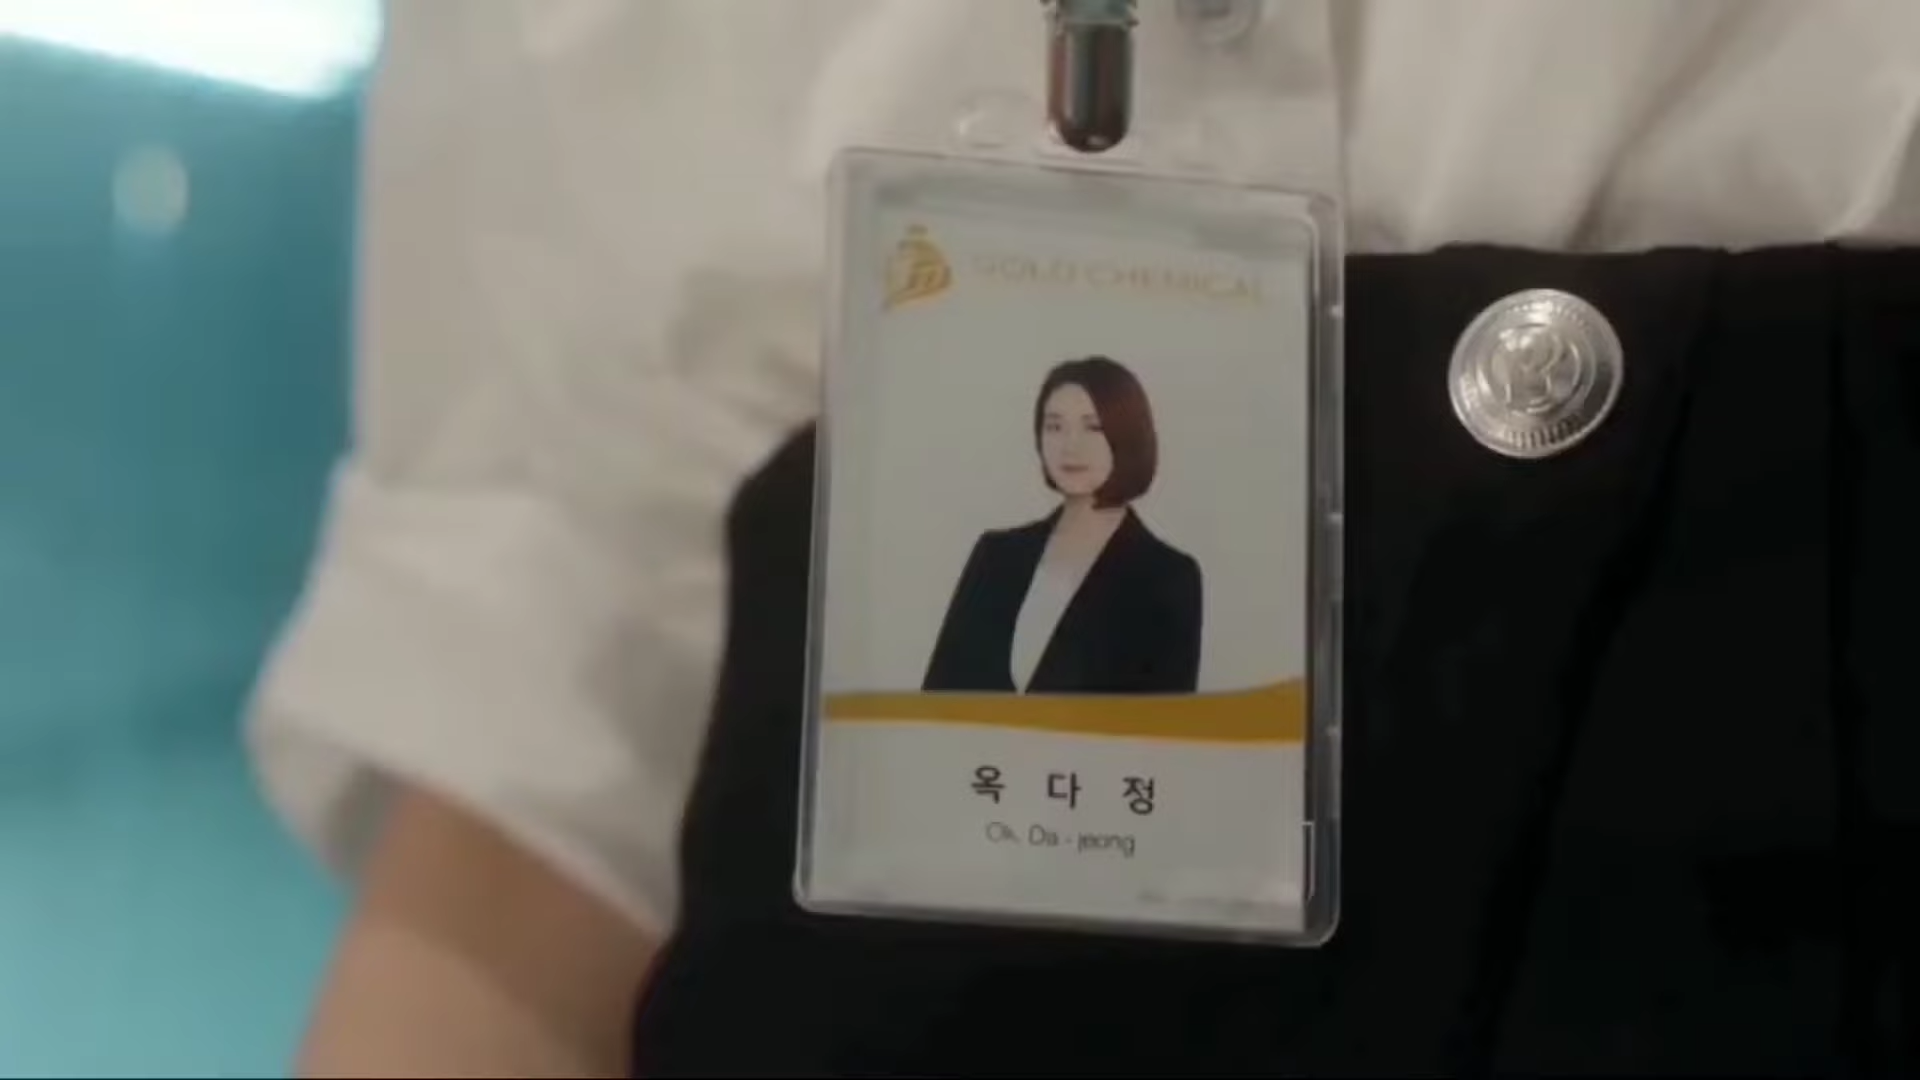 GOLD CHEMICAL
옥 다 정
Ok, Da - jeong